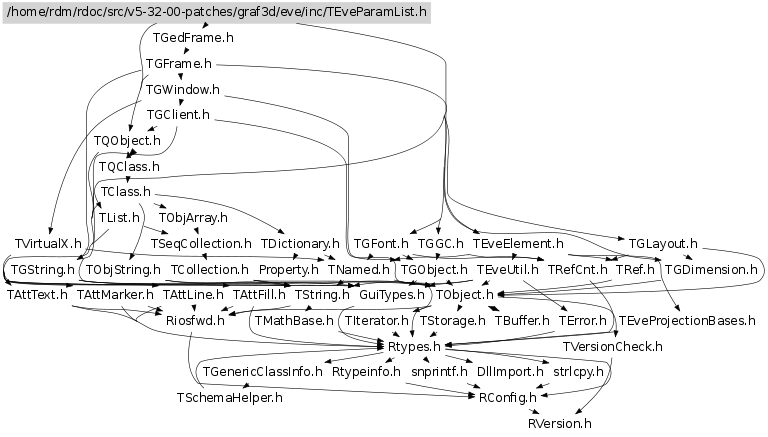 /home/rdm/rdoc/src/v5-32-00-patches/graf3d/eve/inc/TEveParamList.h
TGedFrame.h
TGFrame.h
TGWindow.h
TGClient.h
TQObject.h
TQClass.h
TClass.h
TList.h TObjArray.h
TVirtualX.h TSeqCollection.h TDictionary.h TGFont.h TGGC.h TEveElement.h TGLayout.h
TGString.h TObjString.h TCollection.h Property.h TNamed.h TGObject.h TEveUtil.h TRefCnt.h TRef.h TGDimension.h
TAttText.h TAttMarker.h TAttLine.h TAttFill.h TString.h GuiTypes.h TObject.h
Riosfwd.h TMathBase.h TIterator.h TStorage.h TBuffer.h TError.h TEveProjectionBases.h
Rtypes.h TVersionCheck.h
TGenericClassInfo.h Rtypeinfo.h snprintf.h DllImport.h strlcpy.h
TSchemaHelper.h RConfig.h
RVersion.h